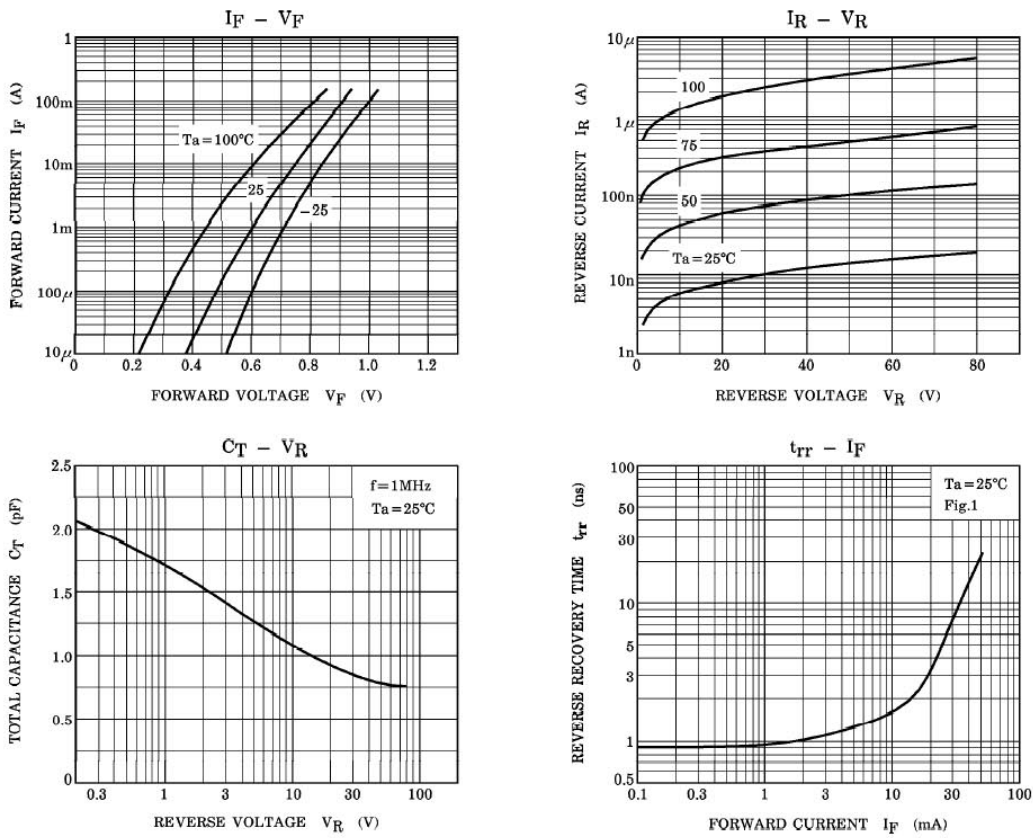 IF – VF
FORWARD CURRENT IF (A)
1
100m
10m
1m
100μ
10μ
Ta=100°C
25
−25
0 0.2 0.4 0.6 0.8 1.0 1.2
FORWARD VOLTAGE VF (V)
IR – VR
REVERSE CURRENT IR (A)
10μ
1μ
100n
10n
1n
100
75
50
Ta=25°C
0 20 40 60 80
REVERSE VOLTAGE VR (V)
CT – VR
TOTAL CAPACITANCE CT (pF)
2.5
2.0
1.5
1.0
0.5
0
f=1MHz
Ta=25°C
0.3 1 3 10 30 100
REVERSE VOLTAGE VR (V)
trr – IF
REVERSE RECOVERY TIME trr (ns)
100
50
30
10
5
3
1
0.5
Ta=25°C
Fig.1
0.1 0.3 1 3 10 30 100
FORWARD CURRENT IF (mA)